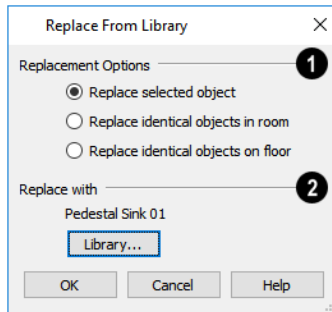 Replace From Library
Replacement Options 1
Replace selected object
Replace identical objects in room
Replace identical objects on floor
Replace with 2
Pedestal Sink 01
Library...
OK Cancel Help